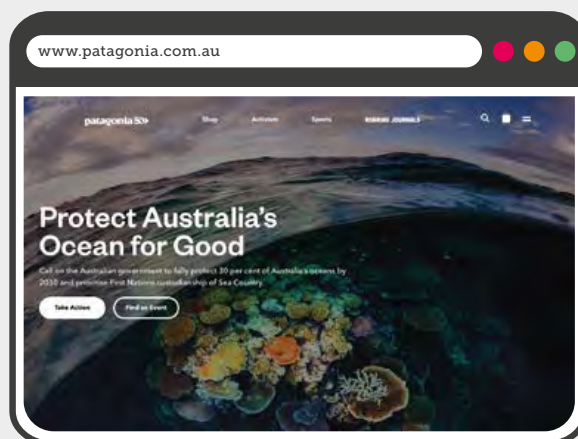 www.patagonia.com.au
patagonia 50
Shop Activism Sports ROARING JOURNALS
Protect Australia's
Ocean for Good
Call on the Australian government to fully protect 30 per cent of Australia's oceans by
2030 and prioritise First Nations custodianship of Sea Country.
Take Action Find an Event